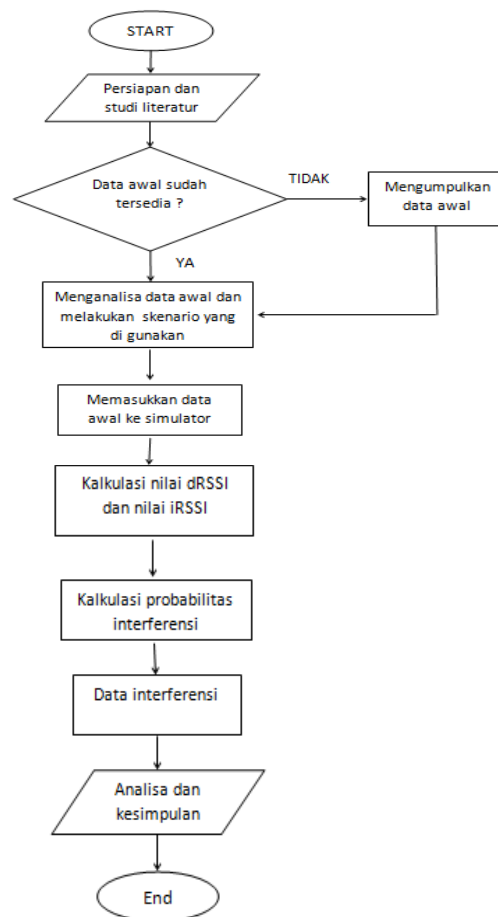 START
Persiapan dan
studi literatur
Data awal sudah
tersedia ?
TIDAK
Mengumpulkan
data awal
YA
Menganalisa data awal dan
melakukan skenario yang
di gunakan
Memasukkan data
awal ke simulator
Kalkulasi nilai dRSSI
dan nilai iRSSI
Kalkulasi probabilitas
interferensi
Data interferensi
Analisa dan
kesimpulan
End